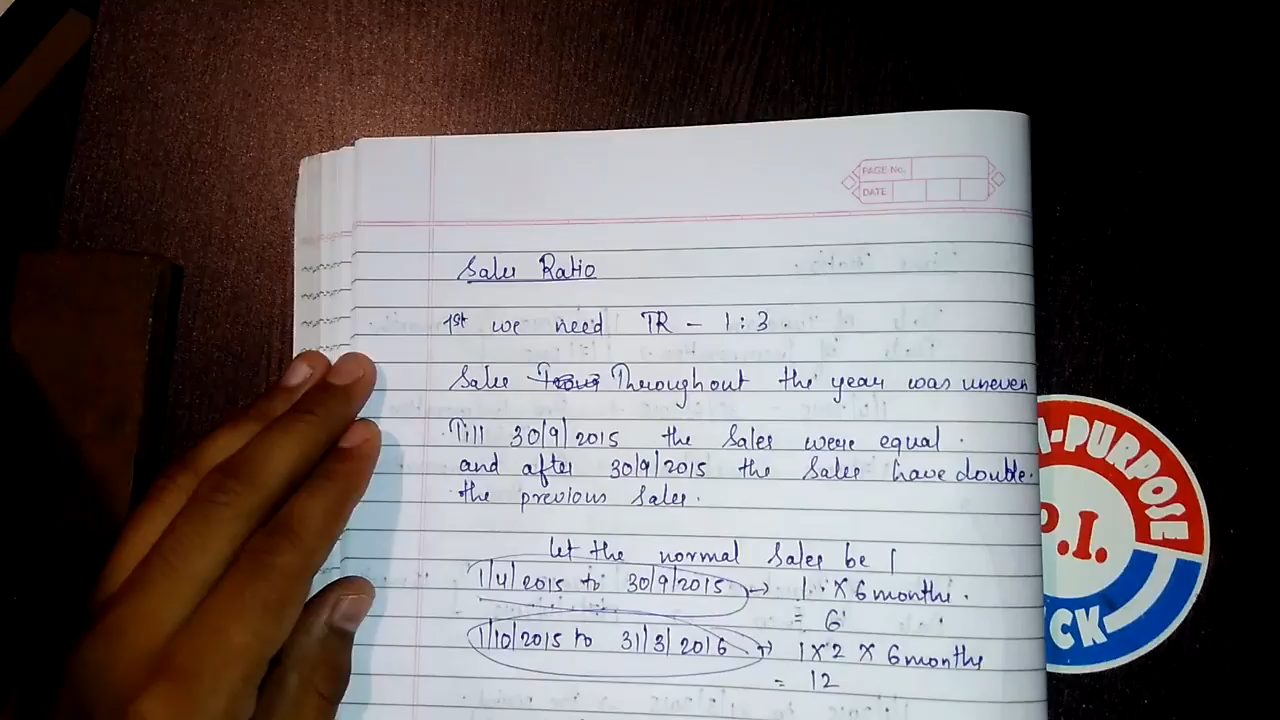 PAGE No.
DATE
Sales Ratio
1st we need TR - 1:3.
Sales Throughout the year was uneven
Till 30/9/2015 the Sales were equal.
and after 30/9/2015 the Sales have double.
the previous Sales.
let the normal Sales be 1
1/4/2015 to 30/9/2015 → 1 × 6 months.
= 6
1/10/2015 to 31/3/2016 → 1 × 2 × 6 months
= 12
-PURPOSE
P.I.
CK